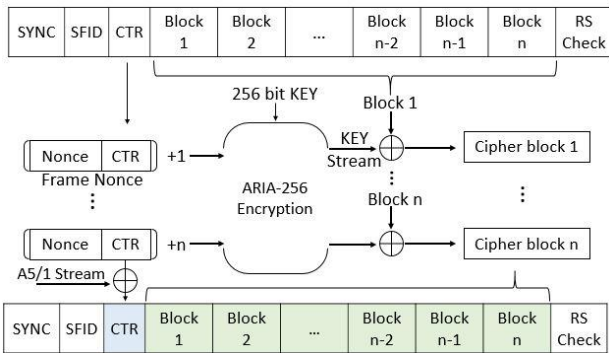 SYNC SFID CTR Block 1 Block 2 ... Block n-2 Block n-1 Block n RS Check
256 bit KEY
Block 1
Nonce CTR +1
KEY Stream
Cipher block 1
Frame Nonce
ARIA-256
Encryption
Block n
Nonce CTR +n
Cipher block n
A5/1 Stream
SYNC SFID CTR Block 1 Block 2 ... Block n-2 Block n-1 Block n RS Check